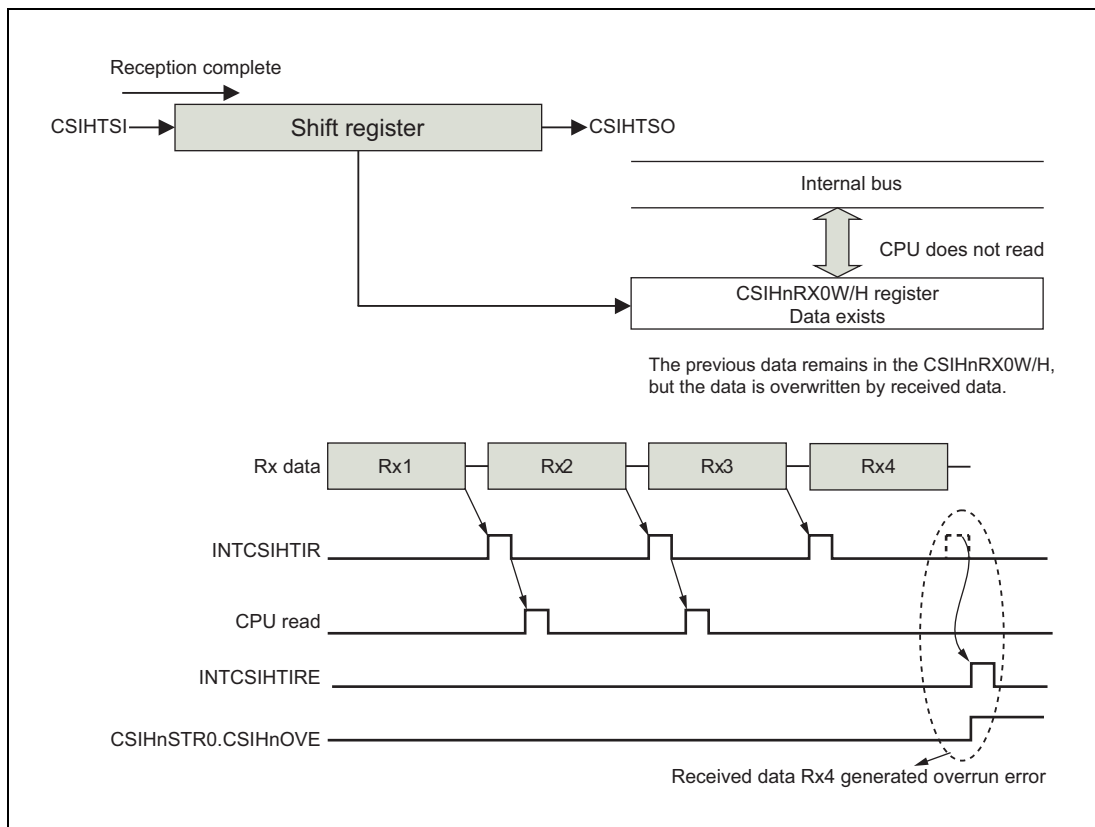 Reception complete
CSIHTSI
Shift register
CSIHTSO
Internal bus
CPU does not read
CSIHnRX0W/H register
Data exists
The previous data remains in the CSIHnRX0W/H,
but the data is overwritten by received data.
Rx data
Rx1
Rx2
Rx3
Rx4
INTCSIHTIR
CPU read
INTCSIHTIRE
CSIHnSTR0.CSIHnOVE
Received data Rx4 generated overrun error